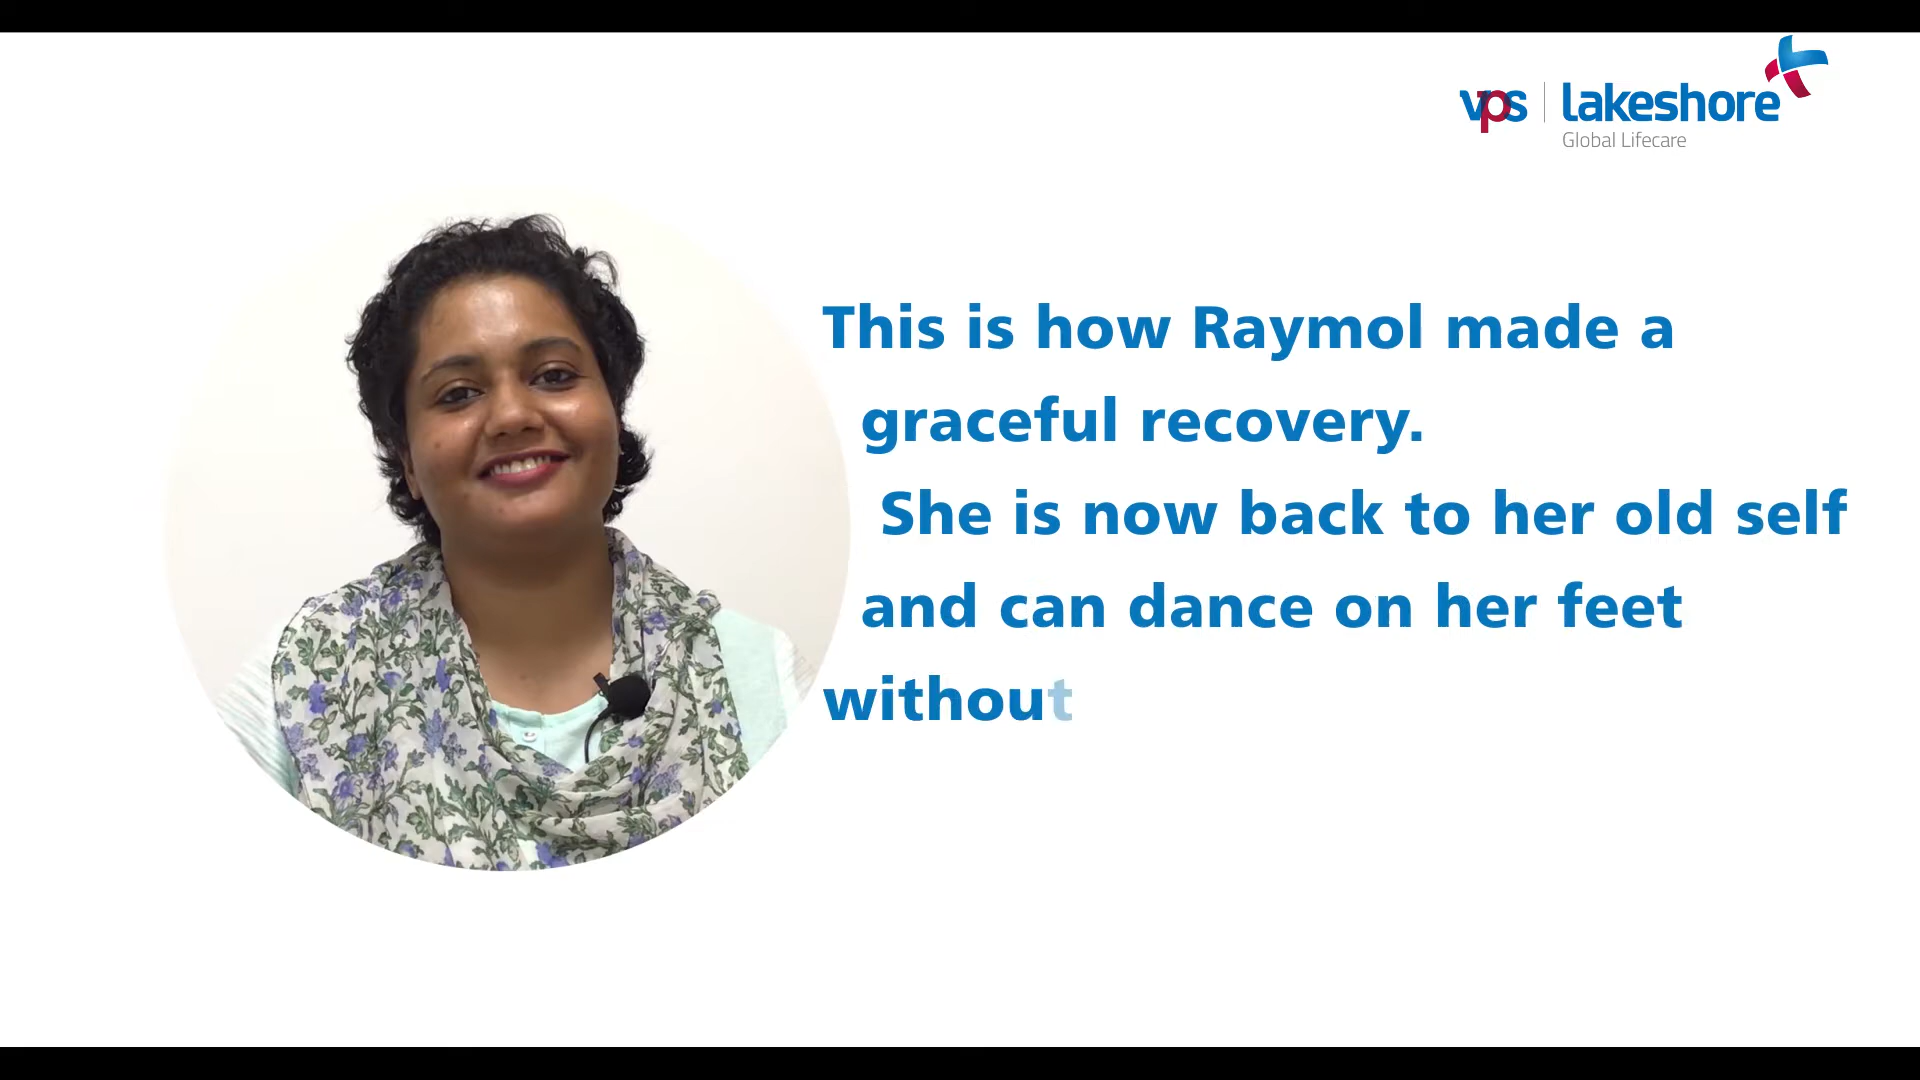 vps | lakeshore
Global Lifecare
This is how Raymol made a
graceful recovery.
She is now back to her old self
and can dance on her feet
without